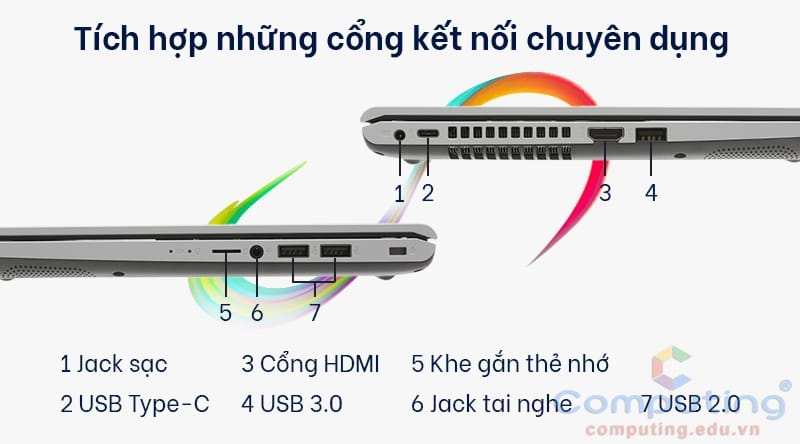 Tích hợp những cổng kết nối chuyên dụng
1 2 3 4
5 6 7
1 Jack sạc 3 Cổng HDMI 5 Khe gắn thẻ nhớ
2 USB Type-C 4 USB 3.0 6 Jack tai nghe 7 USB 2.0
Computing ®
computing.edu.vn